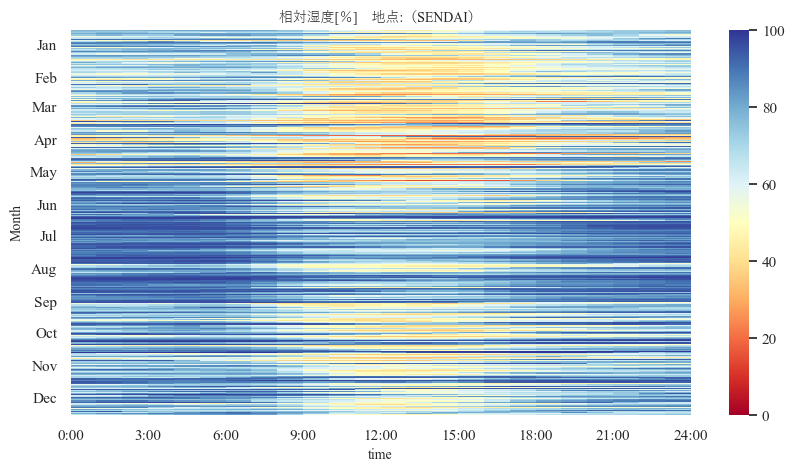 相対湿度[%]　地点:（SENDAI）
Month
Jan
Feb
Mar
Apr
May
Jun
Jul
Aug
Sep
Oct
Nov
Dec
0:00 3:00 6:00 9:00 12:00 15:00 18:00 21:00 24:00
time
100
80
60
40
20
0